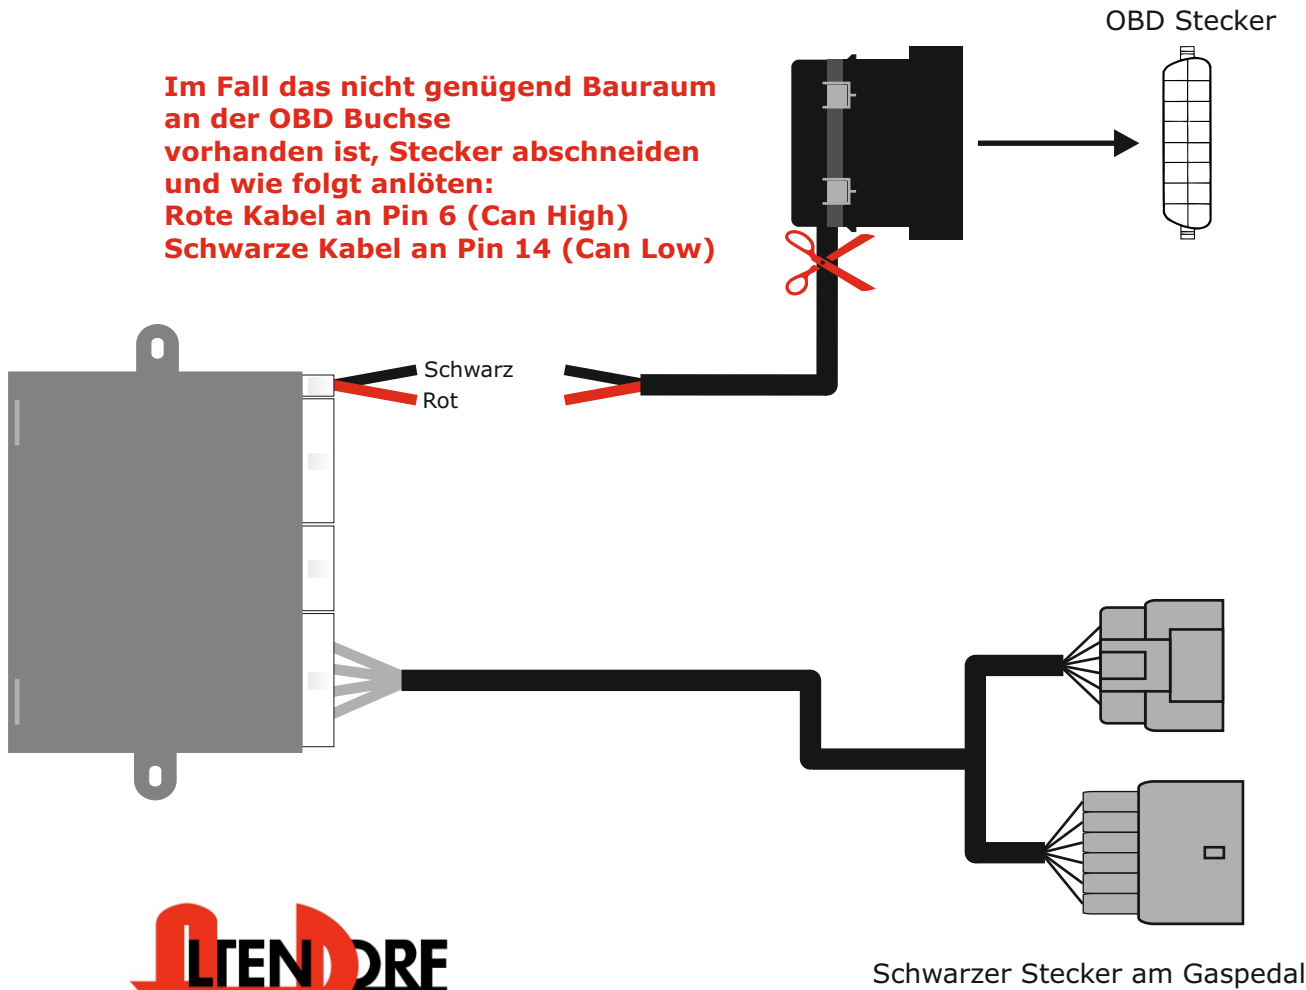 OBD Stecker
Im Fall das nicht genügend Bauraum
an der OBD Buchse
vorhanden ist, Stecker abschneiden
und wie folgt anlöten:
Rote Kabel an Pin 6 (Can High)
Schwarze Kabel an Pin 14 (Can Low)
Schwarz
Rot
ALTENDORF
Schwarzer Stecker am Gaspedal